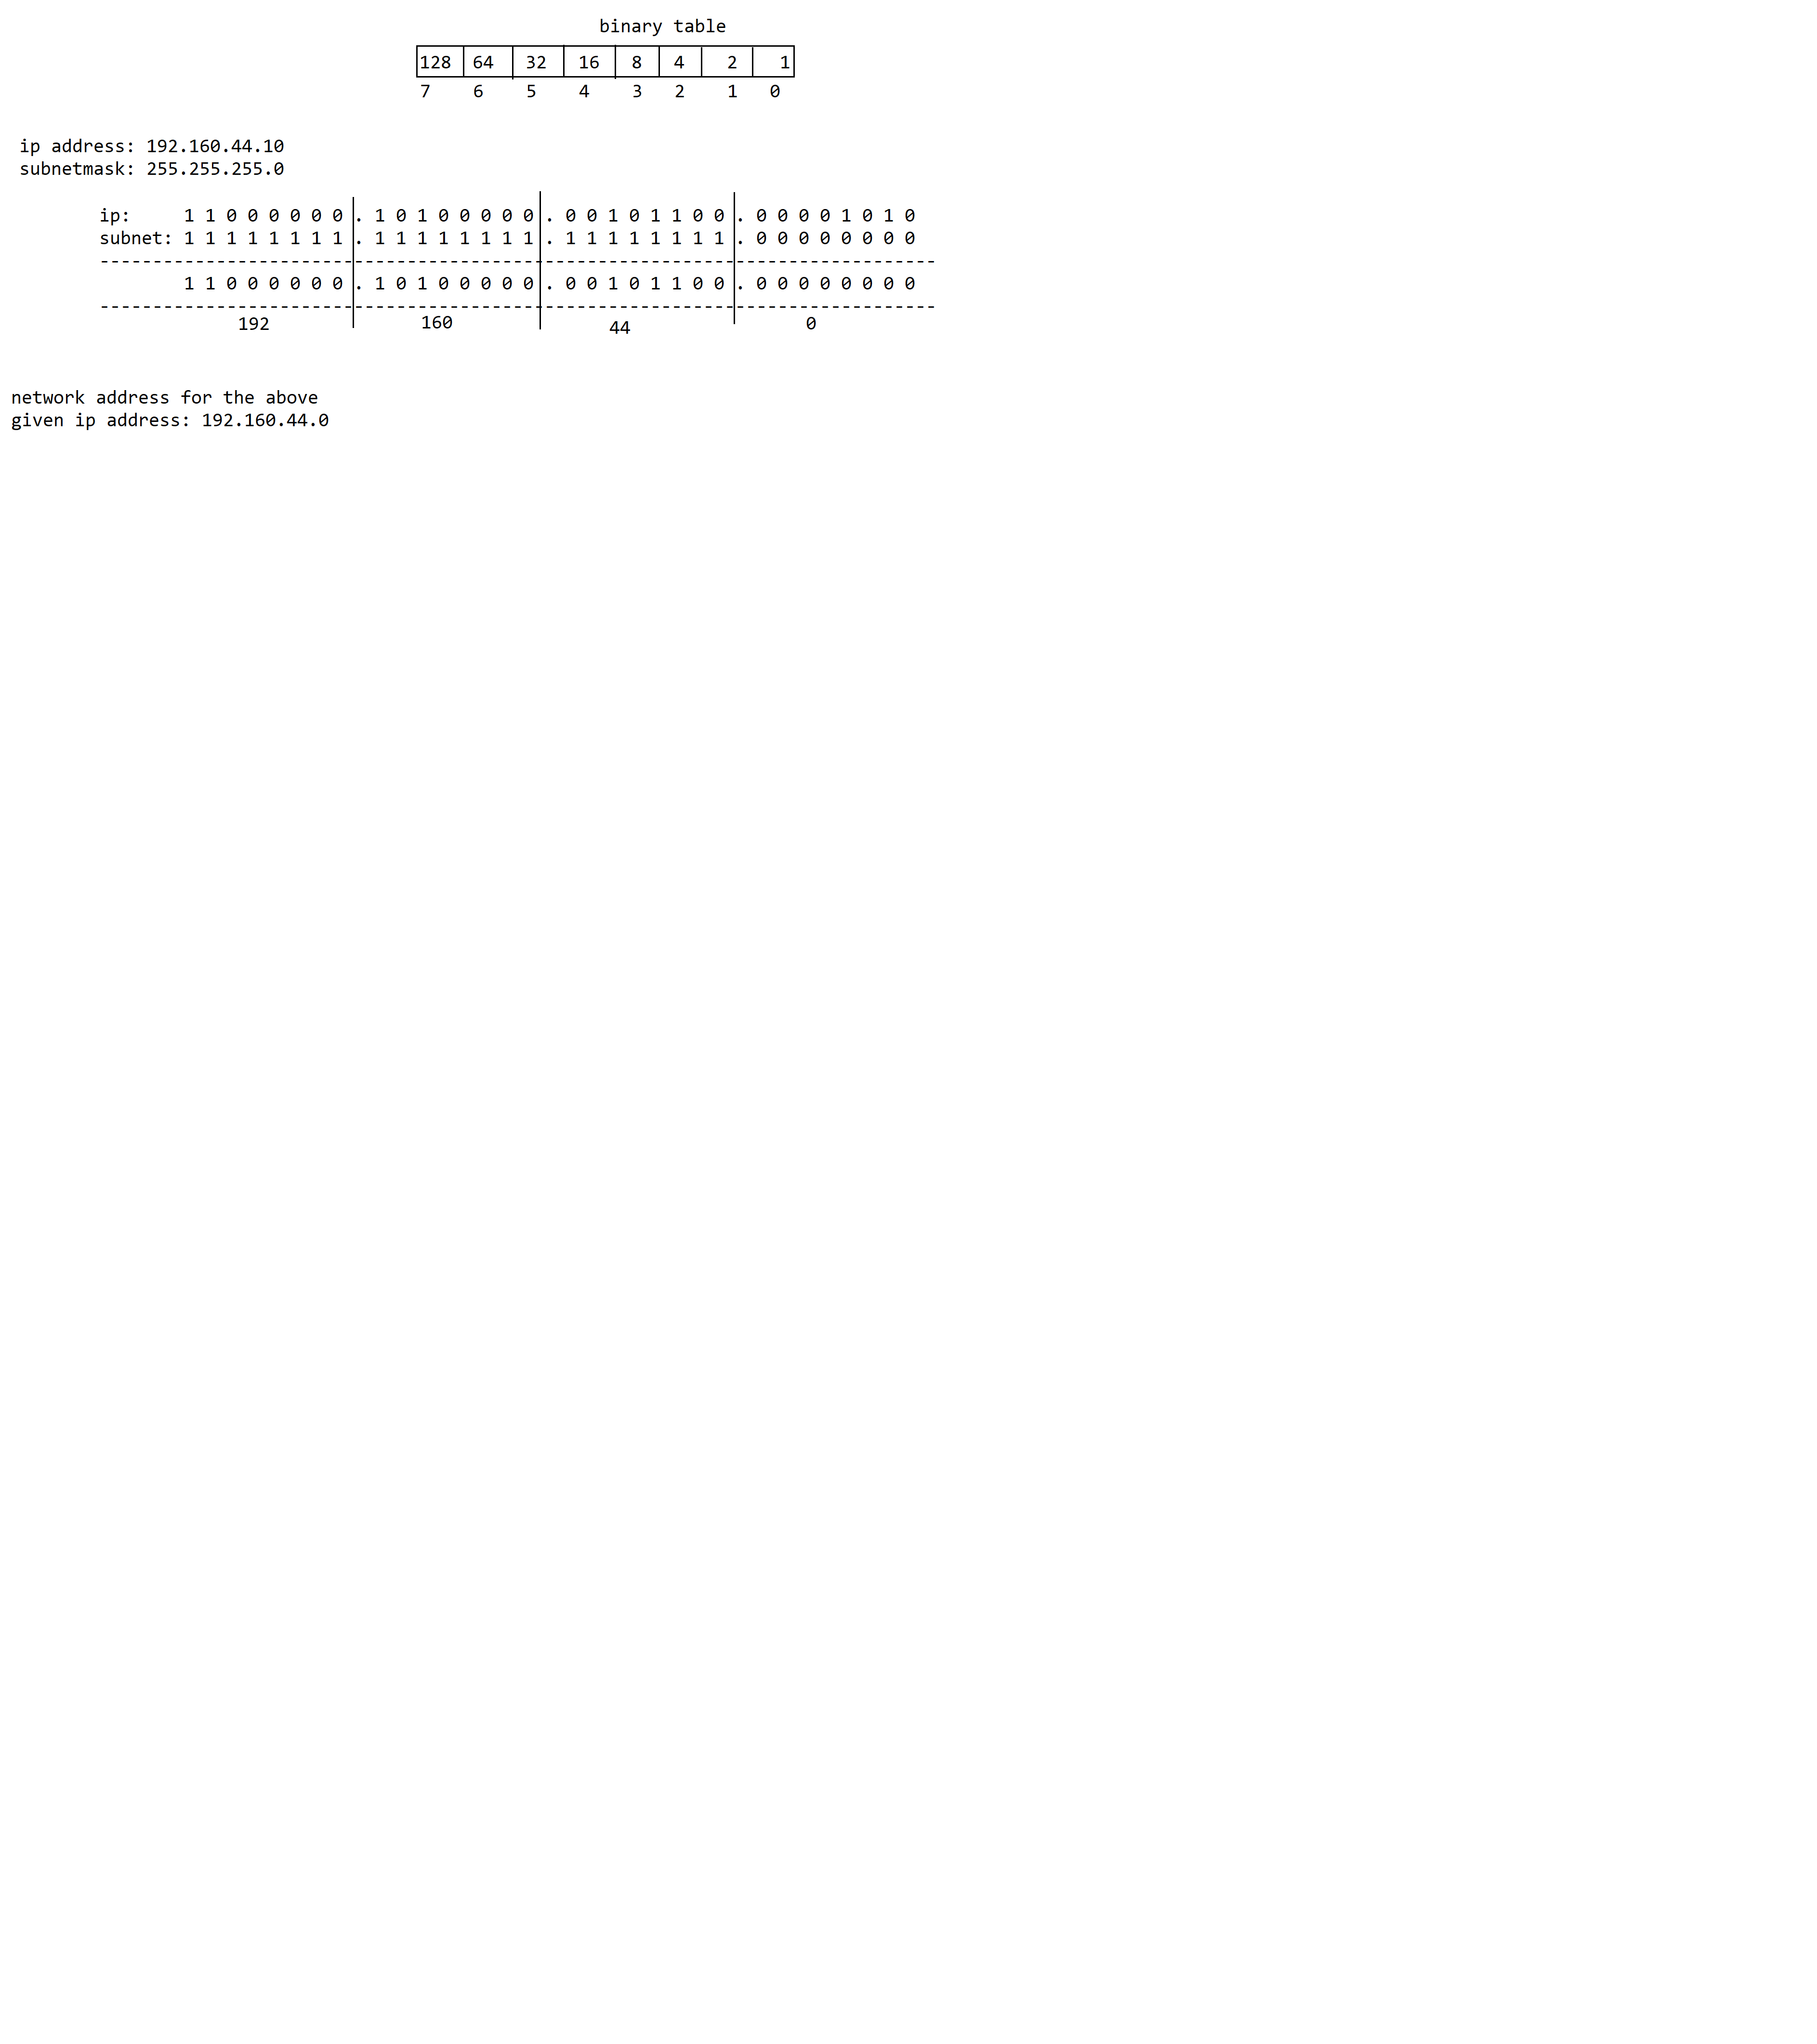 binary table
128 64 32 16 8 4 2 1
7 6 5 4 3 2 1 0
ip address: 192.160.44.10
subnetmask: 255.255.255.0
ip: 1 1 0 0 0 0 0 0 . 1 0 1 0 0 0 0 0 . 0 0 1 0 1 1 0 0 . 0 0 0 0 1 0 1 0
subnet: 1 1 1 1 1 1 1 1 . 1 1 1 1 1 1 1 1 . 1 1 1 1 1 1 1 1 . 0 0 0 0 0 0 0 0
-------------------------------------------------------------------------------
1 1 0 0 0 0 0 0 . 1 0 1 0 0 0 0 0 . 0 0 1 0 1 1 0 0 . 0 0 0 0 0 0 0 0
-------------------------------------------------------------------------------
192 160 44 0
network address for the above
given ip address: 192.160.44.0